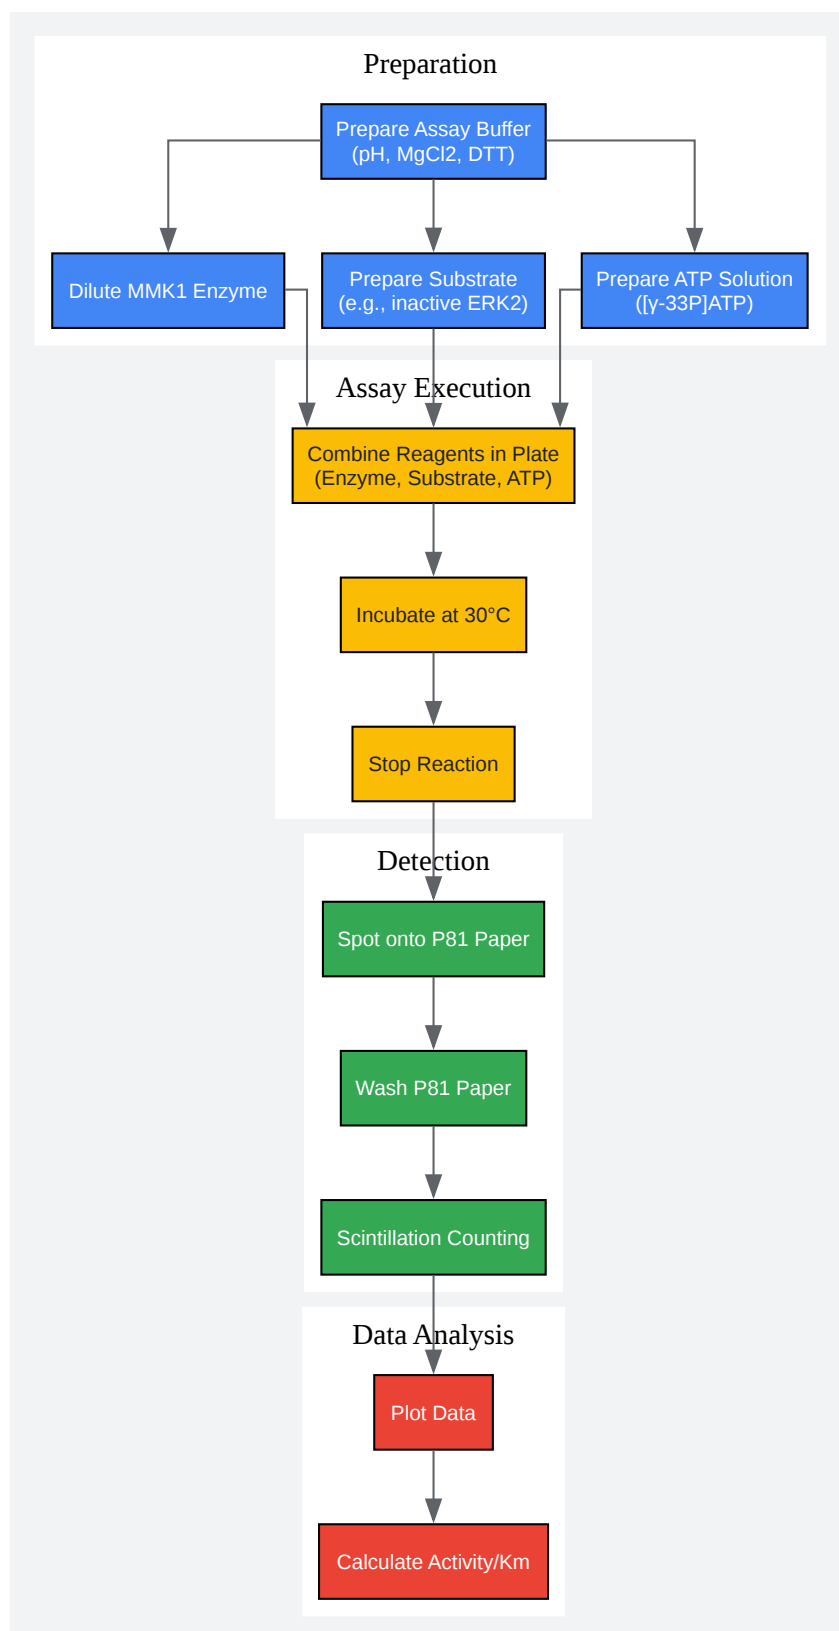 Preparation
Prepare Assay Buffer
(pH, MgCl2, DTT)
Dilute MMK1 Enzyme
Prepare Substrate
(e.g., inactive ERK2)
Prepare ATP Solution
([γ-33P]ATP)
Assay Execution
Combine Reagents in Plate
(Enzyme, Substrate, ATP)
Incubate at 30°C
Stop Reaction
Detection
Spot onto P81 Paper
Wash P81 Paper
Scintillation Counting
Data Analysis
Plot Data
Calculate Activity/Km